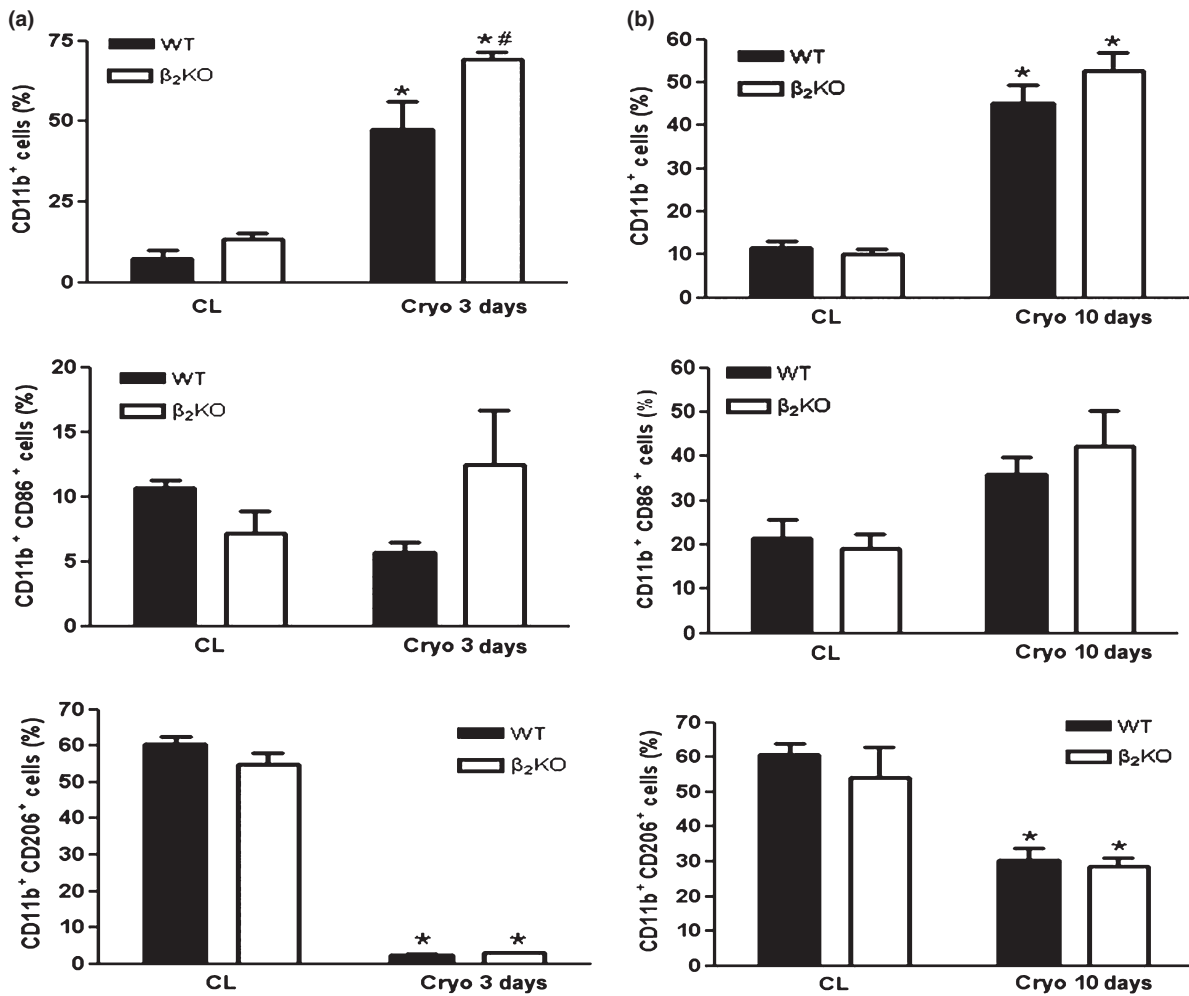 (a)
CD11b⁺ cells (%)
75
50
25
0
WT
β₂KO
*
*#
CL
Cryo 3 days
CD11b⁺ CD86⁺ cells (%)
20
15
10
5
0
WT
β₂KO
CL
Cryo 3 days
CD11b⁺ CD206⁺ cells (%)
70
60
50
40
30
20
10
0
WT
β₂KO
*
*
CL
Cryo 3 days
(b)
CD11b⁺ cells (%)
60
50
40
30
20
10
0
WT
β₂KO
*
*
CL
Cryo 10 days
CD11b⁺ CD86⁺ cells (%)
60
50
40
30
20
10
0
WT
β₂KO
CL
Cryo 10 days
CD11b⁺ CD206⁺ cells (%)
70
60
50
40
30
20
10
0
WT
β₂KO
*
*
CL
Cryo 10 days